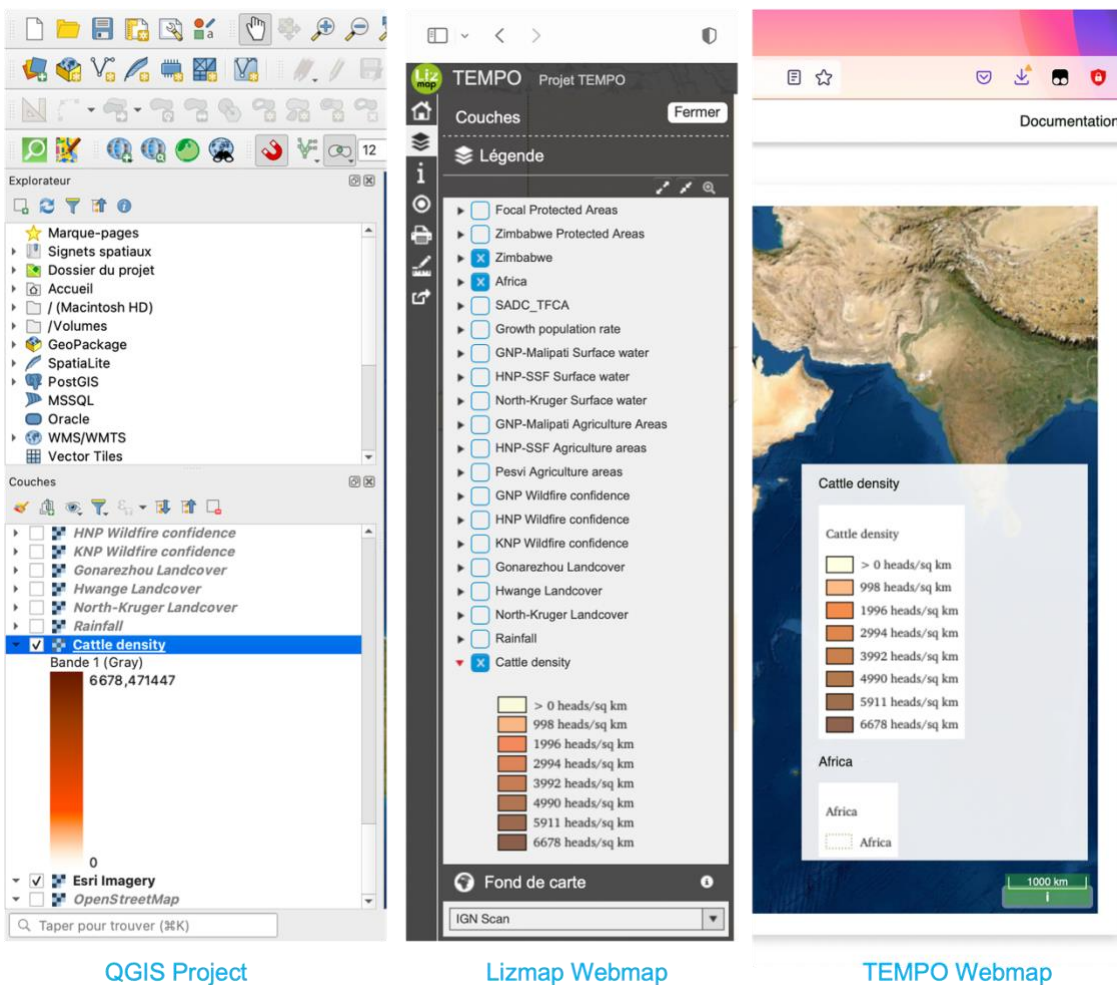 12
Explorateur
Marque-pages
Signets spatiaux
Dossier du projet
Accueil
/ (Macintosh HD)
/Volumes
GeoPackage
SpatiaLite
PostGIS
MSSQL
Oracle
WMS/WMTS
Vector Tiles
Couches
HNP Wildfire confidence
KNP Wildfire confidence
Gonarezhou Landcover
Hwange Landcover
North-Kruger Landcover
Rainfall
Cattle density
Bande 1 (Gray)
6678,471447
0
Esri Imagery
OpenStreetMap
Taper pour trouver (⌘K)
QGIS Project
Liz
map
TEMPO Projet TEMPO
Couches Fermer
Légende
Focal Protected Areas
Zimbabwe Protected Areas
Zimbabwe
Africa
SADC_TFCA
Growth population rate
GNP-Malipati Surface water
HNP-SSF Surface water
North-Kruger Surface water
GNP-Malipati Agriculture Areas
HNP-SSF Agriculture areas
Pesvi Agriculture areas
GNP Wildfire confidence
HNP Wildfire confidence
KNP Wildfire confidence
Gonarezhou Landcover
Hwange Landcover
North-Kruger Landcover
Rainfall
Cattle density
> 0 heads/sq km
998 heads/sq km
1996 heads/sq km
2994 heads/sq km
3992 heads/sq km
4990 heads/sq km
5911 heads/sq km
6678 heads/sq km
Fond de carte
IGN Scan
Lizmap Webmap
Documentation
Cattle density
Cattle density
> 0 heads/sq km
998 heads/sq km
1996 heads/sq km
2994 heads/sq km
3992 heads/sq km
4990 heads/sq km
5911 heads/sq km
6678 heads/sq km
Africa
Africa
Africa
1000 km
i
TEMPO Webmap